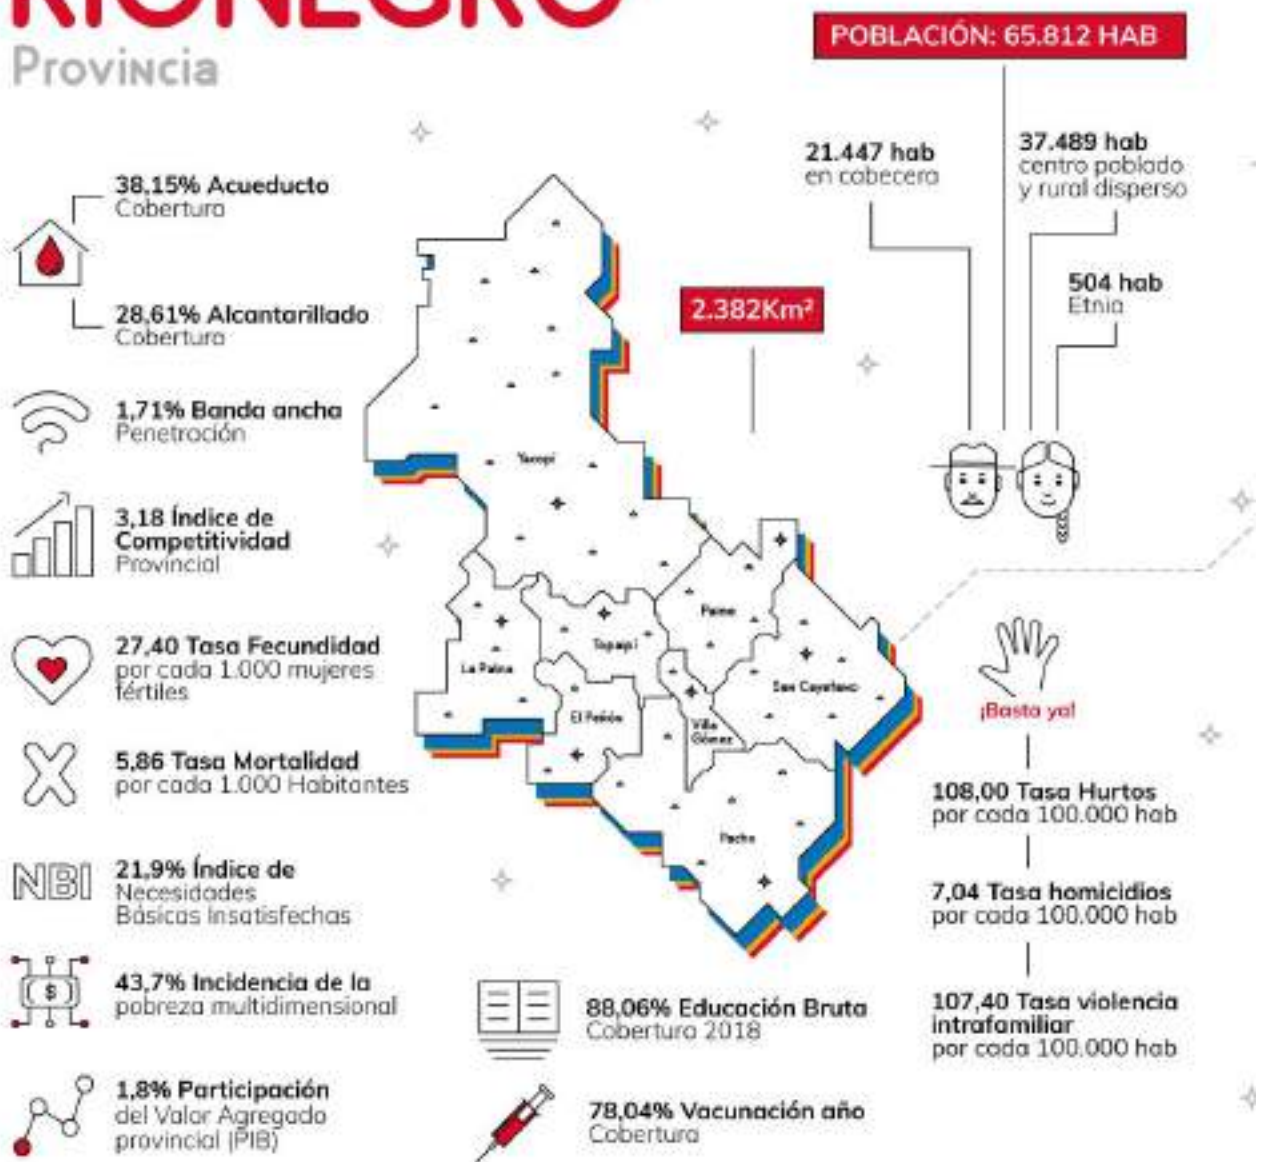 RIONEGRO
Provincia
POBLACIÓN: 65.812 HAB
21.447 hab
en cabecera
37.489 hab
centro poblado
y rural disperso
504 hab
Etnia
2.382Km²
38,15% Acueducto
Cobertura
28,61% Alcantarillado
Cobertura
1,71% Banda ancha
Penetración
3,18 Índice de
Competitividad
Provincial
27,40 Tasa Fecundidad
por cada 1.000 mujeres
fértiles
5,86 Tasa Mortalidad
por cada 1.000 Habitantes
NBI
21,9% Índice de
Necesidades
Básicas Insatisfechas
$
43,7% Incidencia de la
pobreza multidimensional
1,8% Participación
del Valor Agregado
provincial (PIB)
Yacopí
Paime
Topaipí
La Palma
San Cayetano
El Peñón
Villa
Gómez
Pacho
88,06% Educación Bruta
Cobertura 2018
78,04% Vacunación año
Cobertura
¡Basta ya!
108,00 Tasa Hurtos
por cada 100.000 hab
7,04 Tasa homicidios
por cada 100.000 hab
107,40 Tasa violencia
intrafamiliar
por cada 100.000 hab